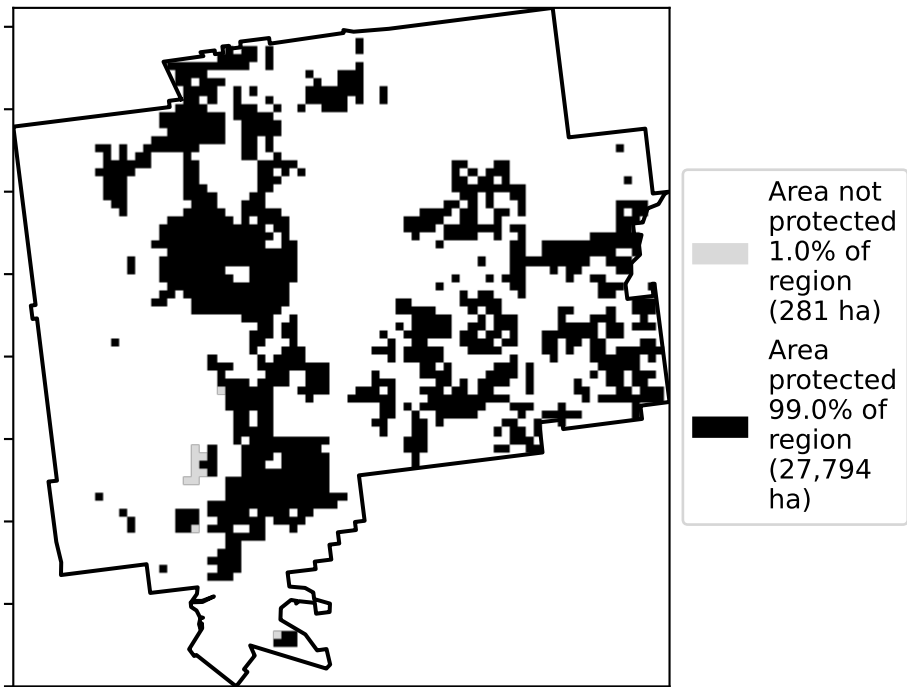 Area not
protected
1.0% of
region
(281 ha)
Area
protected
99.0% of
region
(27,794
ha)